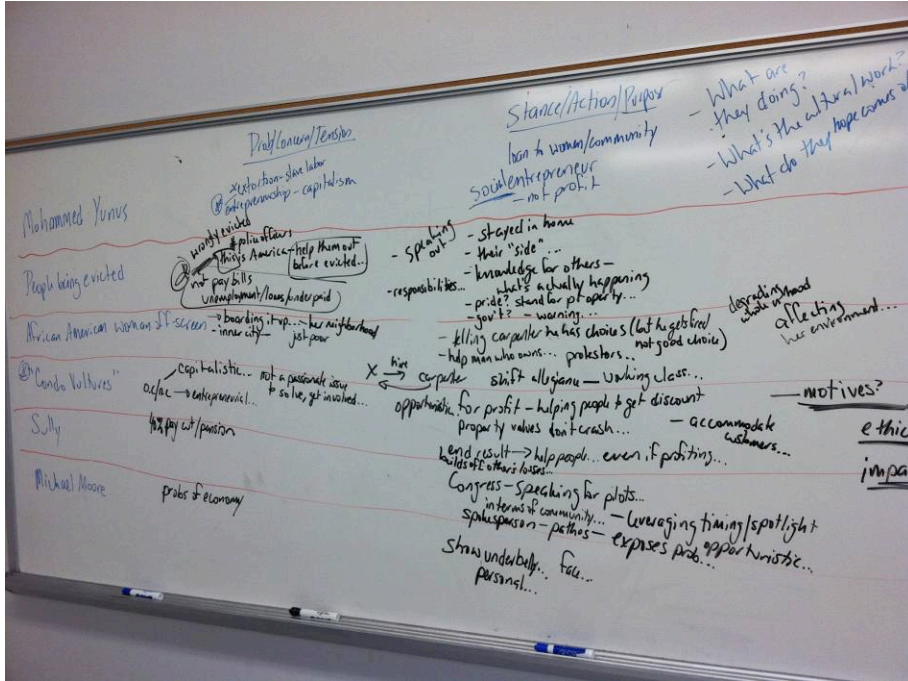 Prob/Concern/Tension
Stance/Action/Purpose
- What are
they doing?
- What's the cultural work?
- What do they hope comes of
Mohammed Yunus
extortion - slave labor
entrepreneurship - capitalism
loan to women/community
social entrepreneur
- not profit
People being evicted
wrongly evicted
police officers
this is America - help them out
before evicted...
not pay bills
unemployment/loans/underpaid
- speaking
out
- responsibilities...
- stayed in home
- their "side"...
- knowledge for others -
what's actually happening
- pride? stand for property...
- gov't? - warning...
African American woman off-screen
- boarding it up... - her neighborhood
- inner city - just poor
- telling carpenter he has choices (but he gets fired
not good choice)
- help man who owns... protestors...
degrading
whole n'hood
affecting
her environment...
"Condo Vultures"
capitalistic...
→ entrepreneurial...
not a passionate issue
to solve, get involved...
X hire → carpenter
shift allegiance - working class...
opportunistic
for profit - helping people to get discount
property values don't crash...
- accommodate
customers...
end result → help people... even if profiting...
builds off others' losses...
— motives?
ethic
impa
Sully
40% pay cut/pension
Congress - speaking for pilots...
in terms of community... - leveraging timing/spotlight
spokesperson - pathos - exposes prob... opportunistic...
Michael Moore
probs of economy
show underbelly... face...
personal...